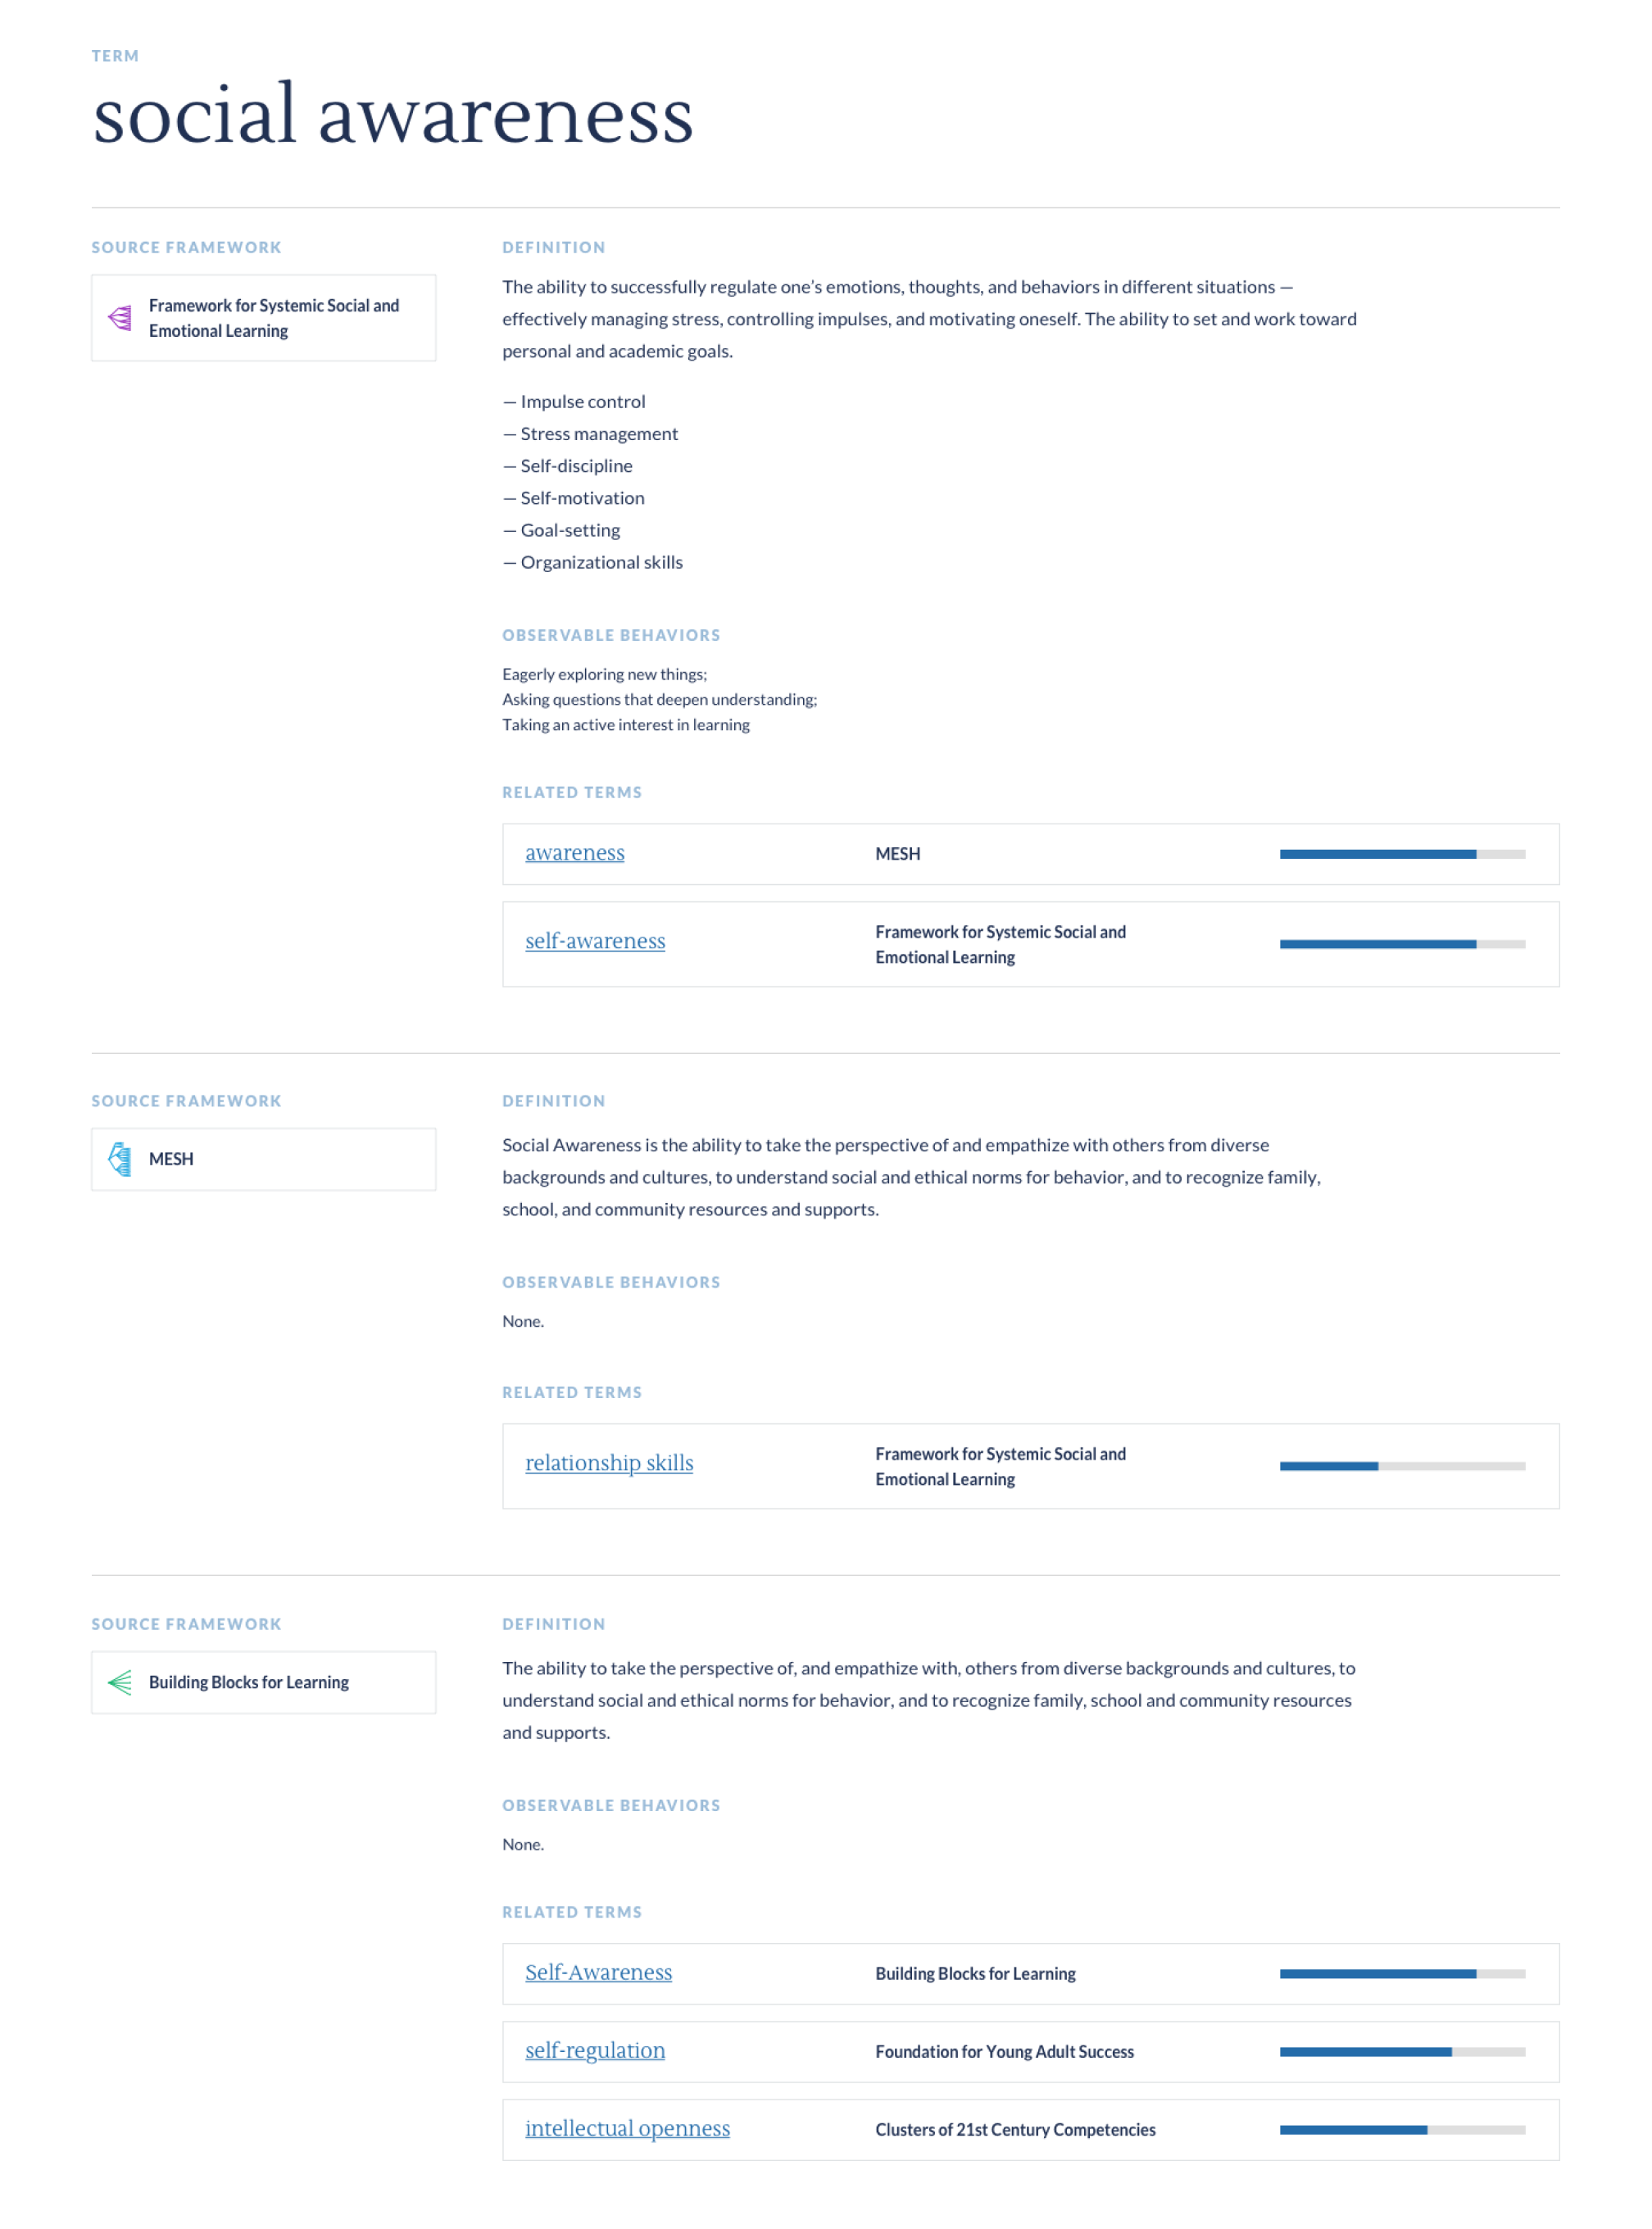 TERM
social awareness
SOURCE FRAMEWORK
Framework for Systemic Social and
Emotional Learning
DEFINITION
The ability to successfully regulate one’s emotions, thoughts, and behaviors in different situations —
effectively managing stress, controlling impulses, and motivating oneself. The ability to set and work toward
personal and academic goals.
— Impulse control
— Stress management
— Self-discipline
— Self-motivation
— Goal-setting
— Organizational skills
OBSERVABLE BEHAVIORS
Eagerly exploring new things;
Asking questions that deepen understanding;
Taking an active interest in learning
RELATED TERMS
awareness MESH
self-awareness Framework for Systemic Social and
Emotional Learning
SOURCE FRAMEWORK
MESH
DEFINITION
Social Awareness is the ability to take the perspective of and empathize with others from diverse
backgrounds and cultures, to understand social and ethical norms for behavior, and to recognize family,
school, and community resources and supports.
OBSERVABLE BEHAVIORS
None.
RELATED TERMS
relationship skills Framework for Systemic Social and
Emotional Learning
SOURCE FRAMEWORK
Building Blocks for Learning
DEFINITION
The ability to take the perspective of, and empathize with, others from diverse backgrounds and cultures, to
understand social and ethical norms for behavior, and to recognize family, school and community resources
and supports.
OBSERVABLE BEHAVIORS
None.
RELATED TERMS
Self-Awareness Building Blocks for Learning
self-regulation Foundation for Young Adult Success
intellectual openness Clusters of 21st Century Competencies